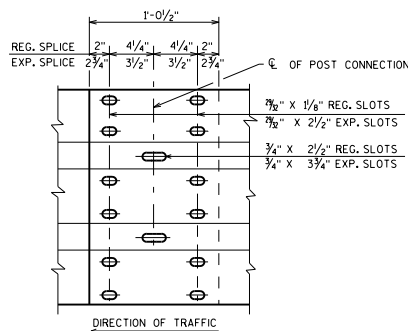 1'-0½"
REG. SPLICE 2" 4¼" 4¼" 2"
EXP. SPLICE 2¾" 3½" 3½" 2¾"
℄ OF POST CONNECTION
29/32" X 1⅛" REG. SLOTS
29/32" X 2½" EXP. SLOTS
¾" X 2½" REG. SLOTS
¾" X 3¾" EXP. SLOTS
DIRECTION OF TRAFFIC